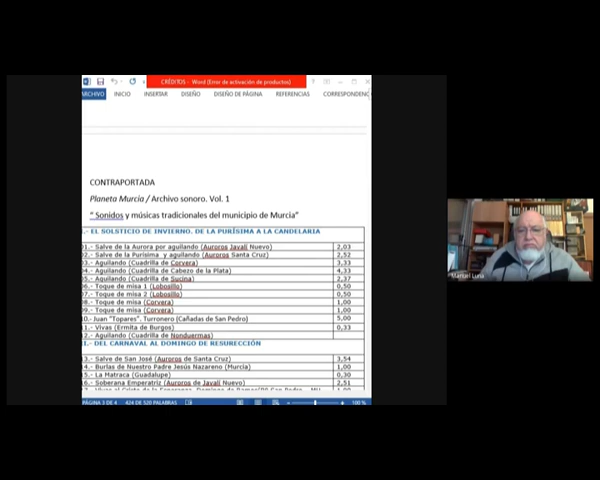 CRÉDITOS - Word (Error de activación de productos)
ARCHIVO INICIO INSERTAR DISEÑO DISEÑO DE PÁGINA REFERENCIAS CORRESPONDENC
CONTRAPORTADA
Planeta Murcia / Archivo sonoro. Vol. 1
“ Sonidos y músicas tradicionales del municipio de Murcia”
.- EL SOLSTICIO DE INVIERNO. DE LA PURÍSIMA A LA CANDELARIA
01.- Salve de la Aurora por aguilando (Auroros Javalí Nuevo) 2,03
02.- Salve de la Purísima y aguilando (Auroros Santa Cruz) 2,52
03.- Aguilando (Cuadrilla de Corvera) 3,33
04.- Aguilando (Cuadrilla de Cabezo de la Plata) 4,33
05.- Aguilando (Cuadrilla de Sucina) 2,37
06.- Toque de misa 1 (Lobosillo) 0,50
07.- Toque de misa 2 (Lobosillo) 0,50
08.- Toque de misa (Corvera) 1,00
09.- Toque de misa (Corvera) 1,00
10.- Juan “Topares”. Turronero (Cañadas de San Pedro) 5,00
11.- Vivas (Ermita de Burgos) 0,33
12.- Aguilando (Cuadrilla de Nonduermas)
.- DEL CARNAVAL AL DOMINGO DE RESURECCIÓN
13.- Salve de San José (Auroros de Santa Cruz) 3,54
14.- Burlas de Nuestro Padre Jesús Nazareno (Murcia) 1,00
15.- La Matraca (Guadalupe) 0,30
16.- Soberana Emperatriz (Auroros de Javalí Nuevo) 2,51
PÁGINA 3 DE 4 424 DE 520 PALABRAS 100 %
Manuel Luna